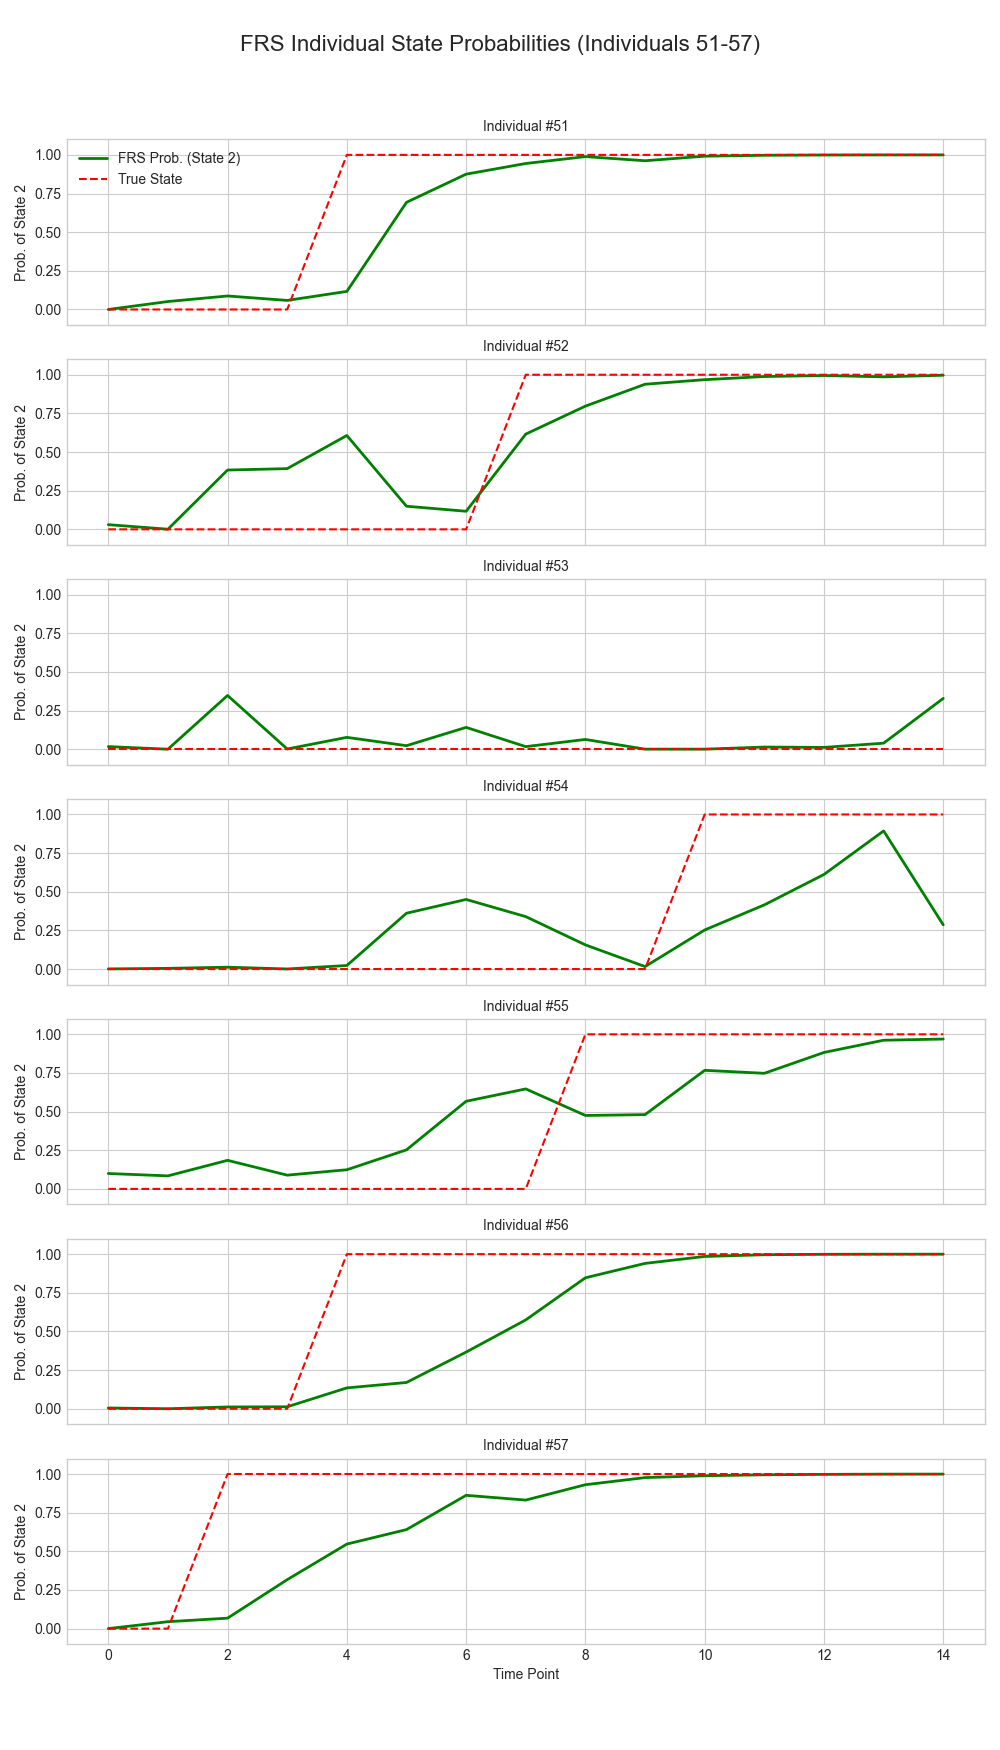 FRS Individual State Probabilities (Individuals 51-57)
Individual #51
FRS Prob. (State 2)
True State
Prob. of State 2
1.00
0.75
0.50
0.25
0.00
Individual #52
Prob. of State 2
1.00
0.75
0.50
0.25
0.00
Individual #53
Prob. of State 2
1.00
0.75
0.50
0.25
0.00
Individual #54
Prob. of State 2
1.00
0.75
0.50
0.25
0.00
Individual #55
Prob. of State 2
1.00
0.75
0.50
0.25
0.00
Individual #56
Prob. of State 2
1.00
0.75
0.50
0.25
0.00
Individual #57
Prob. of State 2
1.00
0.75
0.50
0.25
0.00
0 2 4 6 8 10 12 14
Time Point